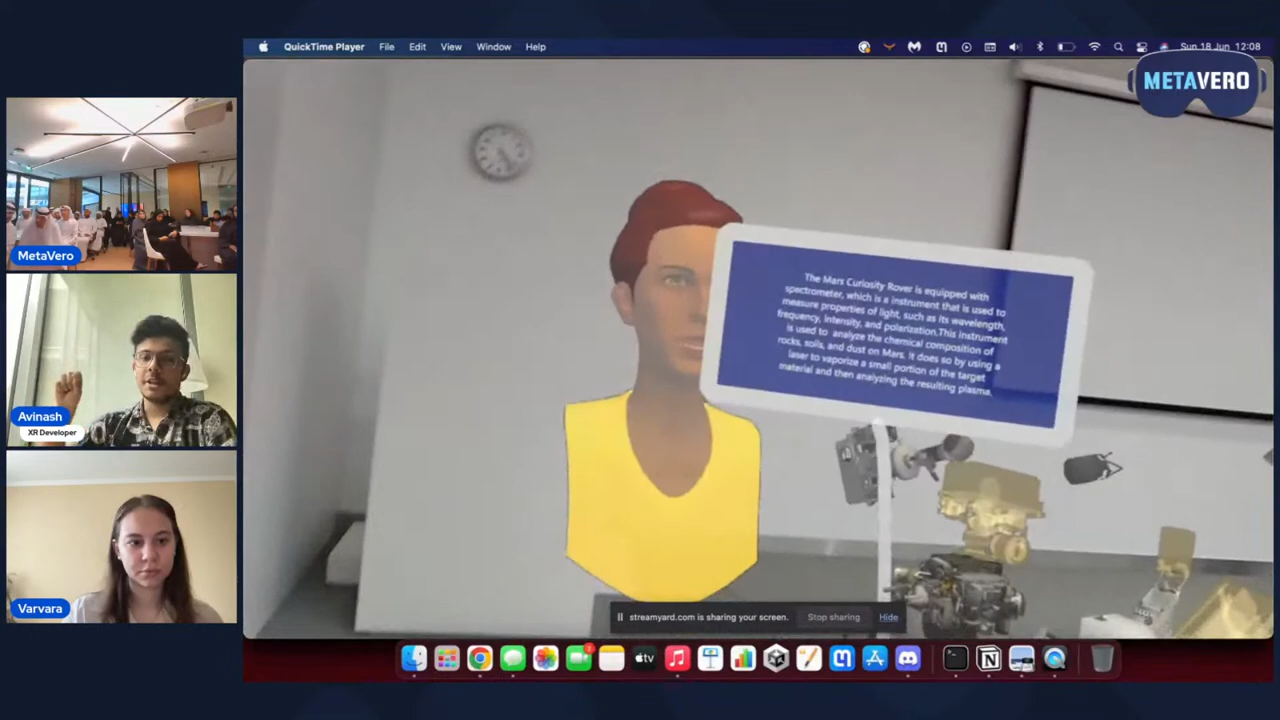 QuickTime Player File Edit View Window Help
Sun 18 Jun 12:08
METAVERO
MetaVero
Avinash
XR Developer
Varvara
The Mars Curiosity Rover is equipped with
spectrometer, which is a instrument that is used to
measure properties of light, such as its wavelength,
frequency, intensity, and polarization.This instrument
is used to analyze the chemical composition of
rocks, soils, and dust on Mars. It does so by using a
laser to vaporize a small portion of the target
material and then analyzing the resulting plasma.
streamyard.com is sharing your screen. Stop sharing Hide
tv